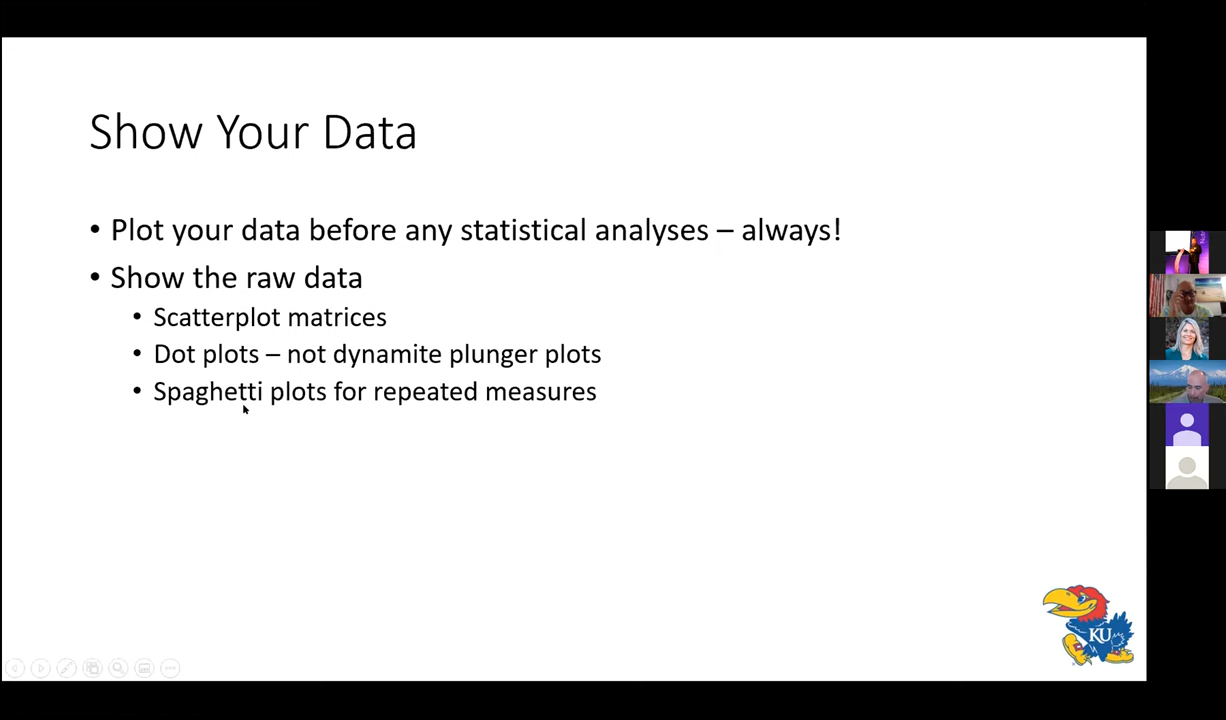 Show Your Data
• Plot your data before any statistical analyses – always!
• Show the raw data
• Scatterplot matrices
• Dot plots – not dynamite plunger plots
• Spaghetti plots for repeated measures
KU